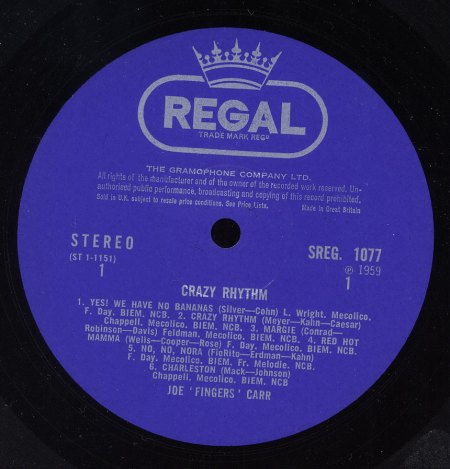 REGAL
TRADE MARK REGD
THE GRAMOPHONE COMPANY LTD.
All rights of the manufacturer and of the owner of the recorded work reserved. Un-
authorised public performance, broadcasting and copying of this record prohibited.
Sold in U.K. subject to resale price conditions. See Price Lists.
Made in Great Britain
STEREO
(ST 1-1151)
1
SREG. 1077
℗ 1959
1
CRAZY RHYTHM
1. YES! WE HAVE NO BANANAS (Silver—Cohn) L. Wright. Mecolico.
F. Day. BIEM. NCB. 2. CRAZY RHYTHM (Meyer—Kahn—Caesar)
Chappell. Mecolico. BIEM. NCB. 3. MARGIE (Conrad—
Robinson—Davis) Feldman. Mecolico. BIEM. NCB. 4. RED HOT
MAMMA (Wells—Cooper—Rose) F. Day. Mecolico. BIEM. NCB.
5. NO, NO, NORA (FioRito—Erdman—Kahn)
F. Day. Mecolico. BIEM. Fr. Melodie. NCB.
6. CHARLESTON (Mack—Johnson)
Chappell. Mecolico. BIEM. NCB
JOE 'FINGERS' CARR